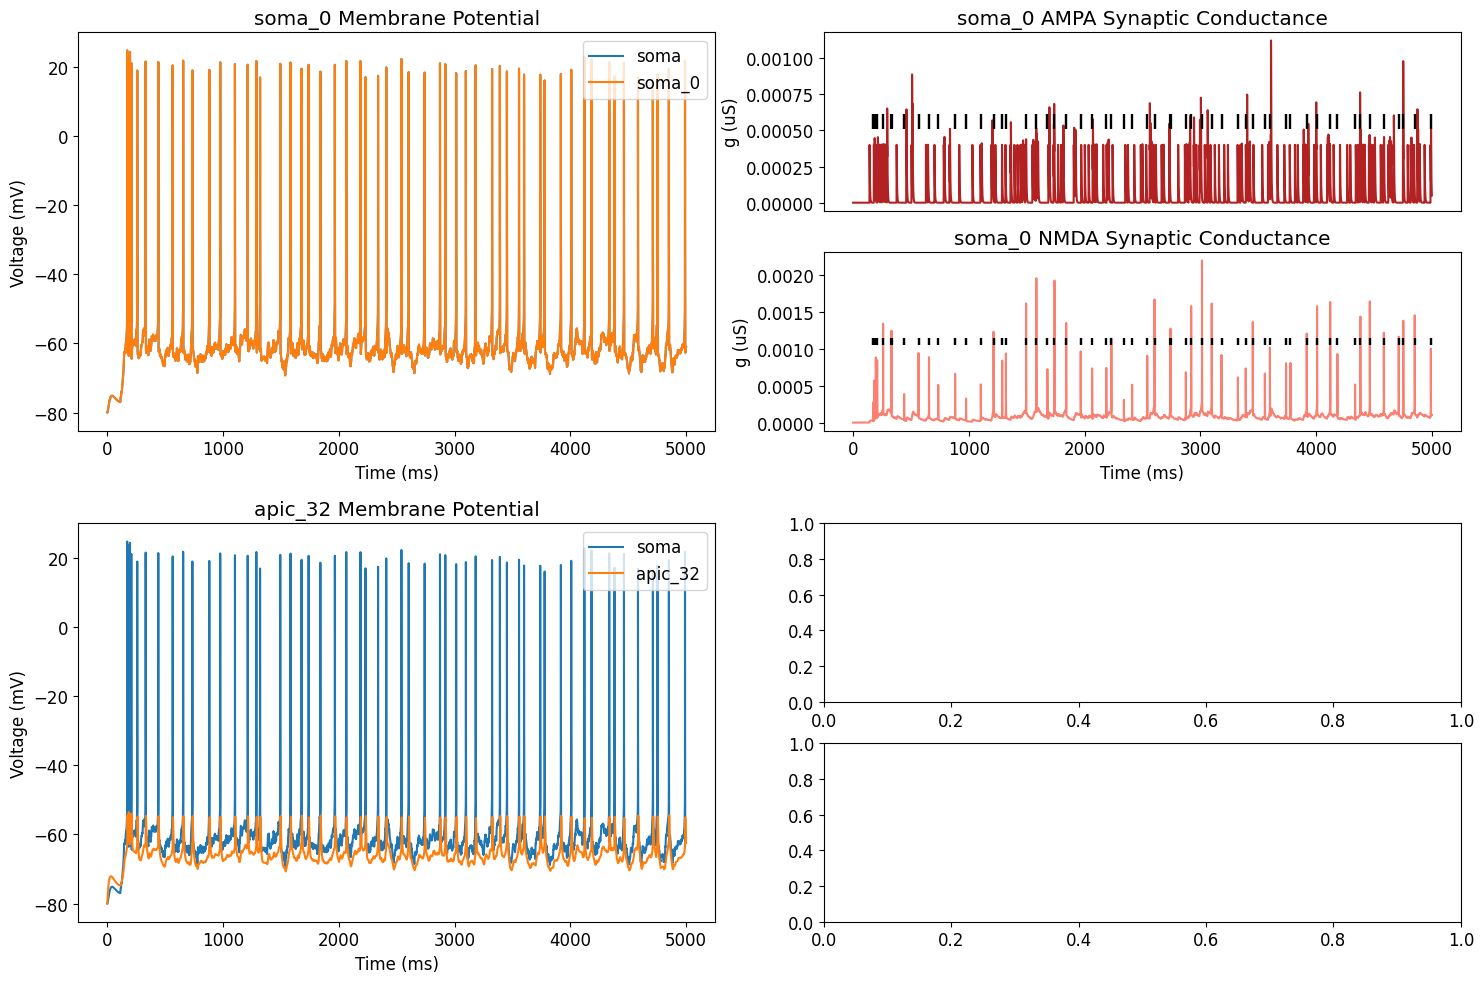 soma_0 Membrane Potential
20
0
−20
−40
−60
−80
Voltage (mV)
soma
soma_0
0 1000 2000 3000 4000 5000
Time (ms)
soma_0 AMPA Synaptic Conductance
0.00100
0.00075
0.00050
0.00025
0.00000
g (uS)
soma_0 NMDA Synaptic Conductance
0.0020
0.0015
0.0010
0.0005
0.0000
g (uS)
0 1000 2000 3000 4000 5000
Time (ms)
apic_32 Membrane Potential
20
0
−20
−40
−60
−80
Voltage (mV)
soma
apic_32
0 1000 2000 3000 4000 5000
Time (ms)
1.0
0.8
0.6
0.4
0.2
0.0
0.0 0.2 0.4 0.6 0.8 1.0
1.0
0.8
0.6
0.4
0.2
0.0
0.0 0.2 0.4 0.6 0.8 1.0